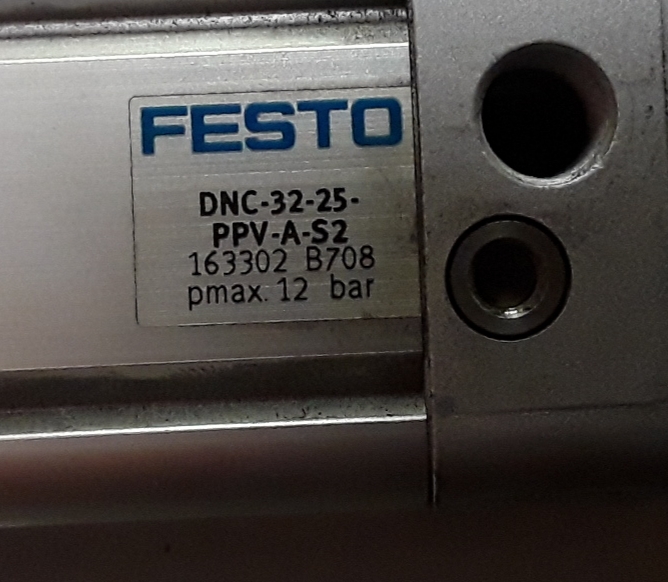 FESTO
DNC-32-25-
PPV-A-S2
163302 B708
pmax. 12 bar